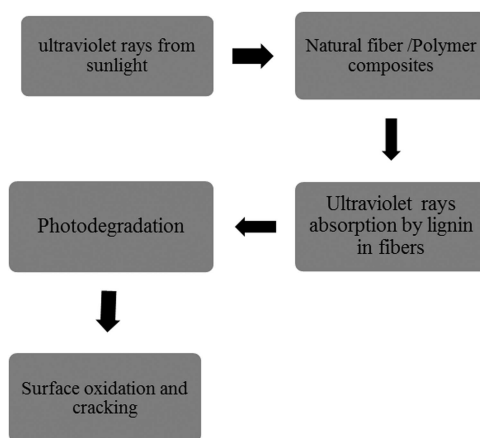 ultraviolet rays from
sunlight
Natural fiber /Polymer
composites
Ultraviolet rays
absorption by lignin
in fibers
Photodegradation
Surface oxidation and
cracking